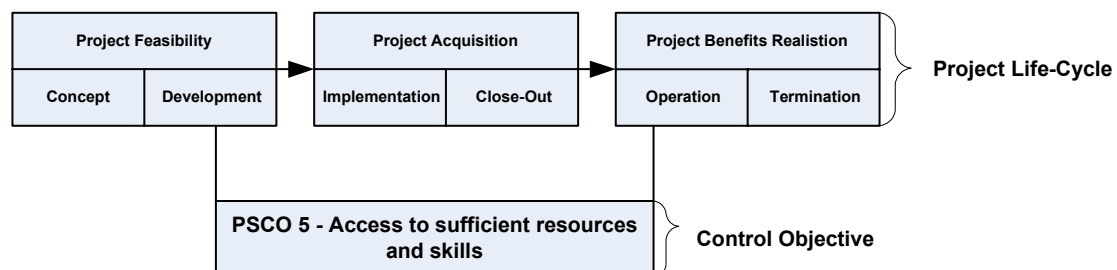 Project Feasibility
Project Acquisition
Project Benefits Realistion
Project Life-Cycle
Concept
Development
Implementation
Close-Out
Operation
Termination
PSCO 5 - Access to sufficient resources
and skills
Control Objective